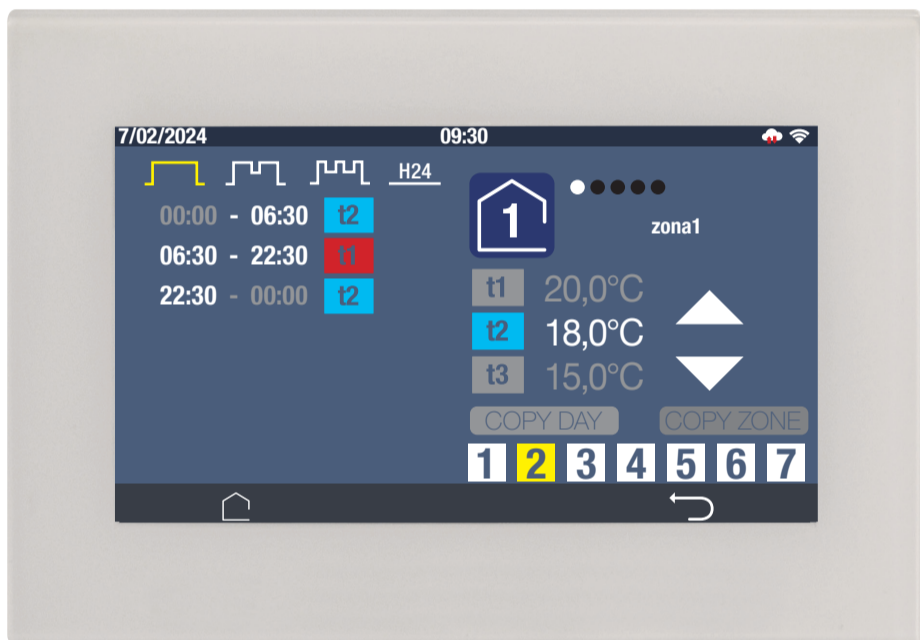 7/02/2024 09:30
H24
00:00 - 06:30 t2
06:30 - 22:30 t1
22:30 - 00:00 t2
1
zona1
t1 20,0°C
t2 18,0°C
t3 15,0°C
COPY DAY COPY ZONE
1 2 3 4 5 6 7